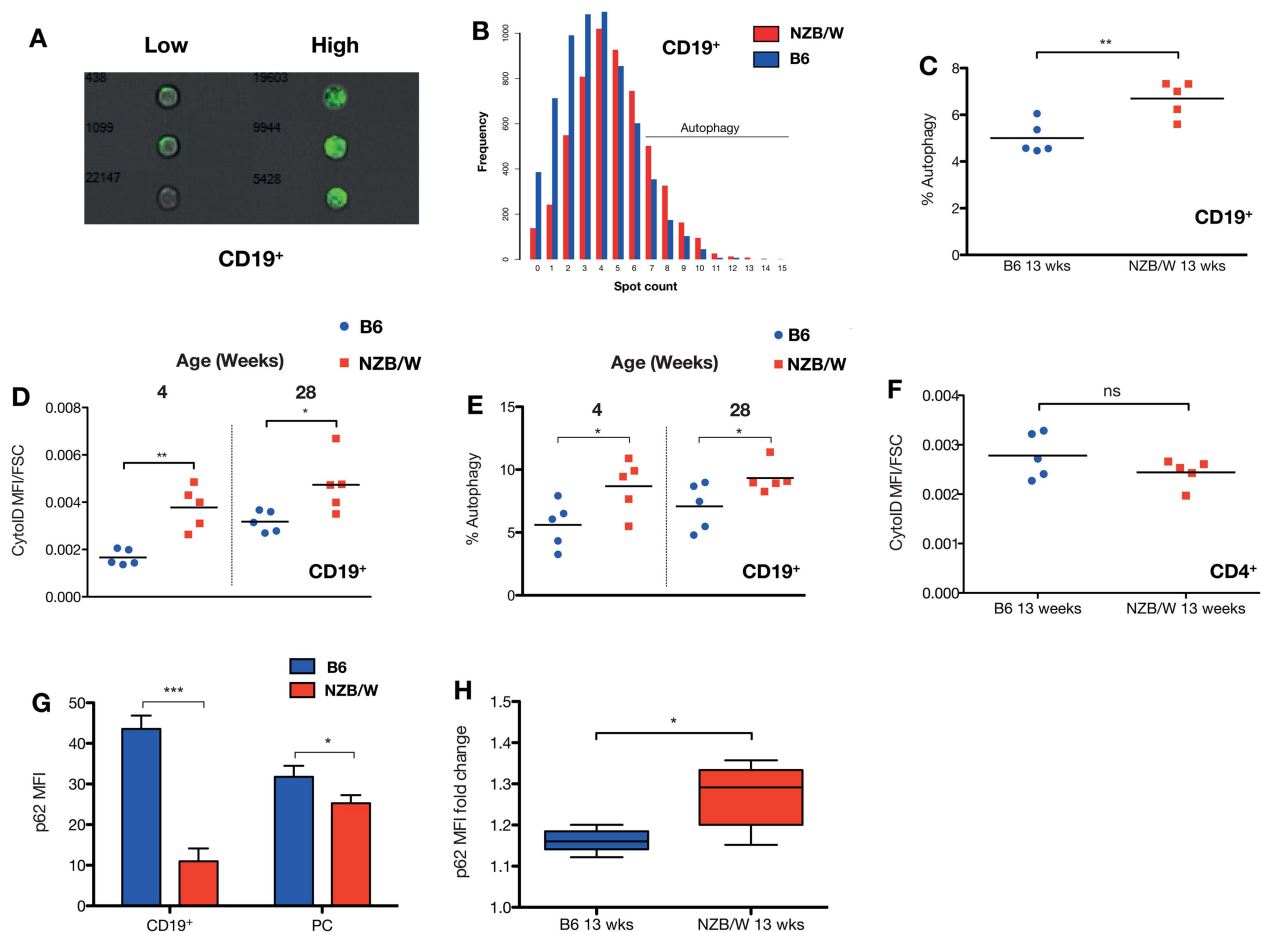 A
Low
High
438
19603
1099
9944
22147
5428
CD19+
B
CD19+
NZB/W
B6
Autophagy
Frequency
0
200
400
600
800
1000
0 1 2 3 4 5 6 7 8 9 10 11 12 13 14 15
Spot count
C
**
% Autophagy
8
6
4
2
0
CD19+
B6 13 wks
NZB/W 13 wks
D
B6
NZB/W
Age (Weeks)
4
28
CytoID MFI/FSC
0.008
0.006
0.004
0.002
0.000
**
*
CD19+
E
B6
NZB/W
Age (Weeks)
4
28
% Autophagy
15
10
5
0
*
*
CD19+
F
CytoID MFI/FSC
0.004
0.003
0.002
0.001
0.000
ns
CD4+
B6 13 weeks
NZB/W 13 weeks
G
B6
NZB/W
p62 MFI
50
40
30
20
10
0
***
*
CD19+
PC
H
p62 MFI fold change
1.5
1.4
1.3
1.2
1.1
1.0
*
B6 13 wks
NZB/W 13 wks